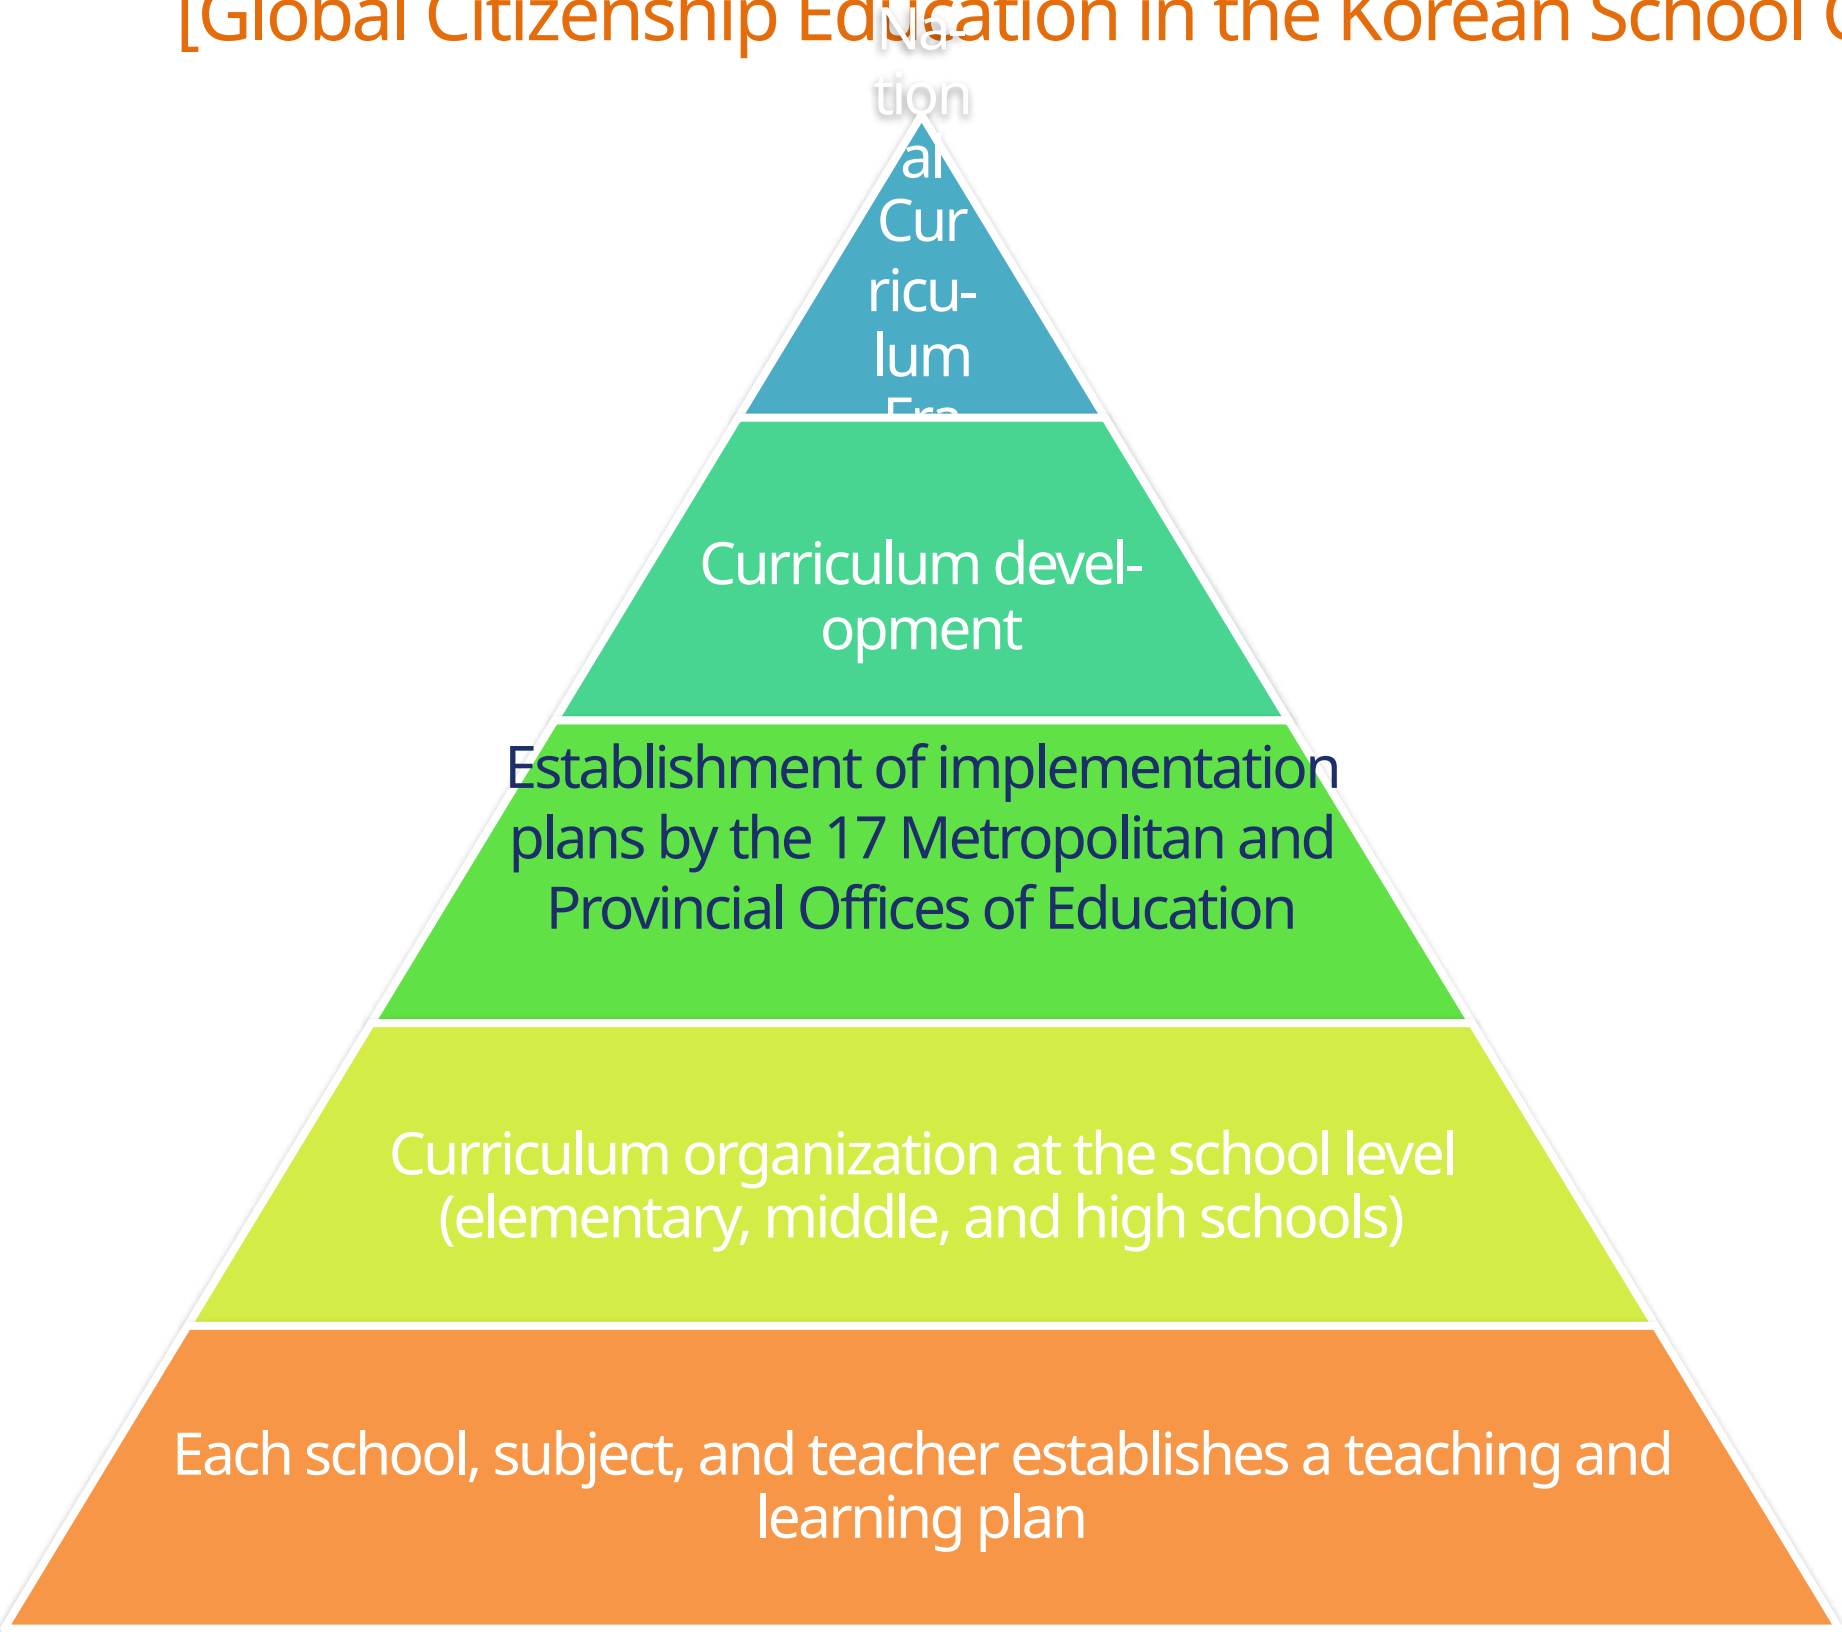 [Global Citizenship Education in the Korean School
Na-
tion
al
Cur
ricu-
lum
Fra
Curriculum devel-
opment
Establishment of implementation
plans by the 17 Metropolitan and
Provincial Offices of Education
Curriculum organization at the school level
(elementary, middle, and high schools)
Each school, subject, and teacher establishes a teaching and
learning plan